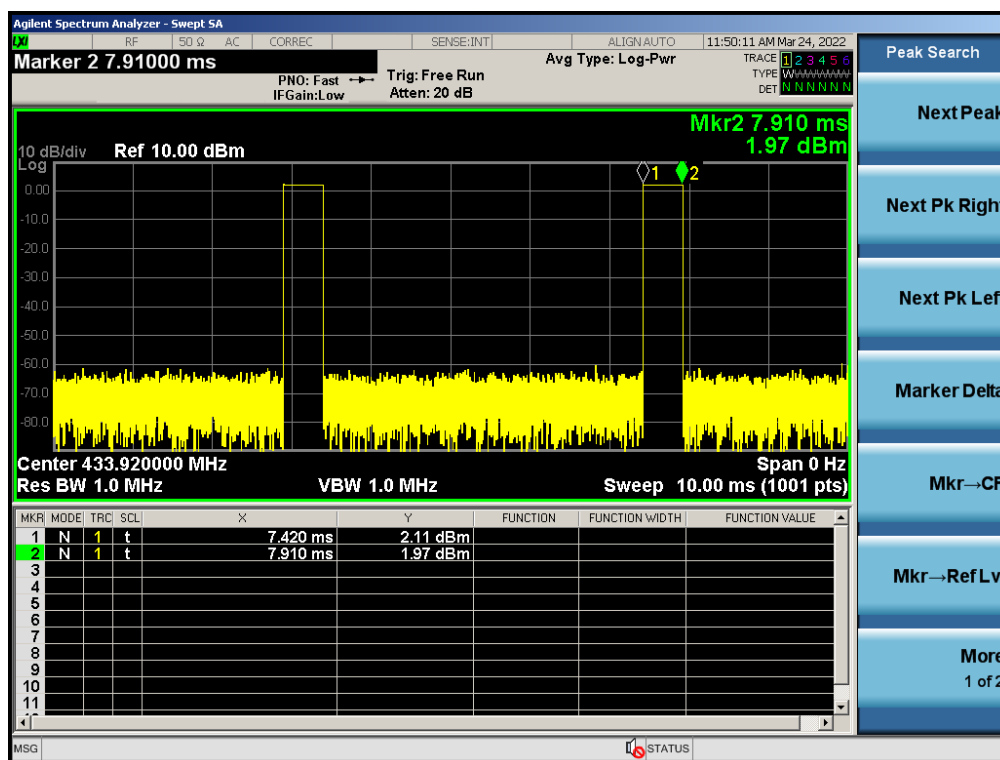 Agilent Spectrum Analyzer - Swept SA
LXI RF 50 Ω AC CORREC SENSE:INT ALIGN AUTO 11:50:11 AM Mar 24, 2022
Marker 2 7.91000 ms
PNO: Fast
IFGain:Low
Trig: Free Run
Atten: 20 dB
Avg Type: Log-Pwr
TRACE 1 2 3 4 5 6
TYPE W
DET N N N N N N
Mkr2 7.910 ms
1.97 dBm
10 dB/div Ref 10.00 dBm
Log
1 2
0.00
-10.0
-20.0
-30.0
-40.0
-50.0
-60.0
-70.0
-80.0
Center 433.920000 MHz Span 0 Hz
Res BW 1.0 MHz VBW 1.0 MHz Sweep 10.00 ms (1001 pts)
MKR MODE TRC SCL X Y FUNCTION FUNCTION WIDTH FUNCTION VALUE
1 N 1 t 7.420 ms 2.11 dBm
2 N 1 t 7.910 ms 1.97 dBm
3
4
5
6
7
8
9
10
11
MSG STATUS
Peak Search
Next Peak
Next Pk Right
Next Pk Lef
Marker Delta
Mkr→CF
Mkr→Ref Lv
More
1 of 2